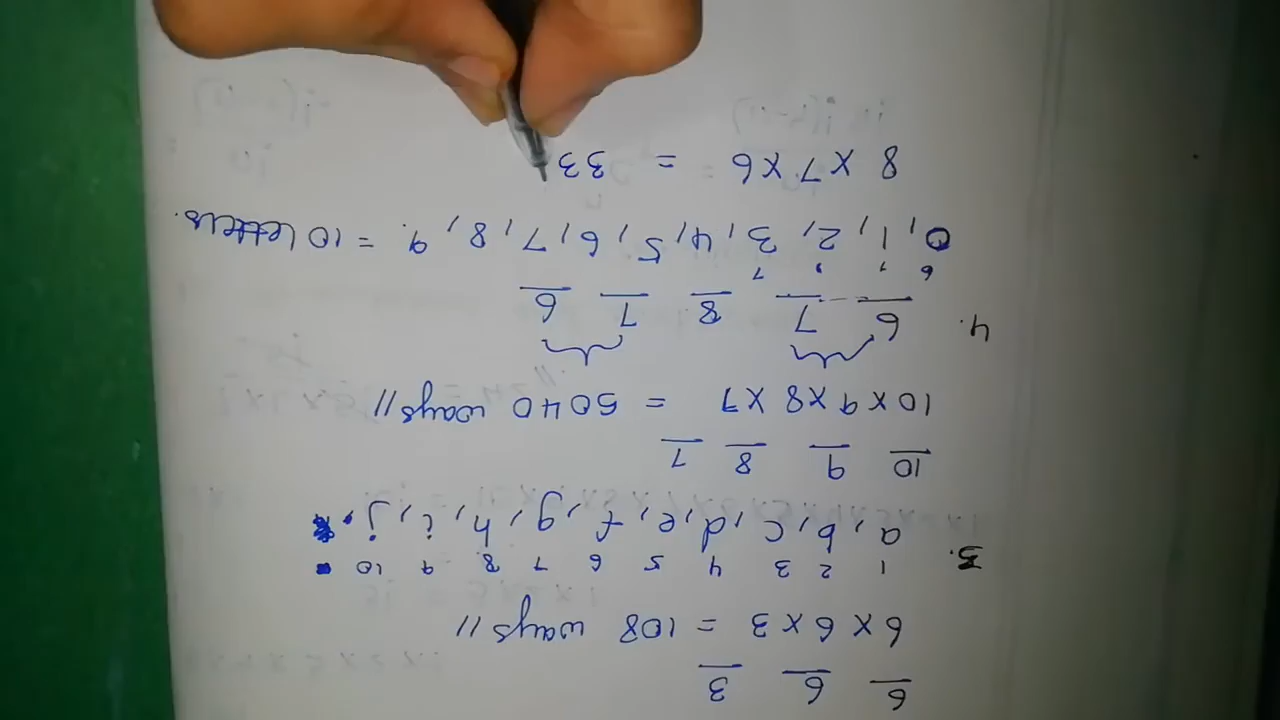 6 6 3
6 × 6 × 3 = 108 ways //
1 2 3 4 5 6 7 8 9 10
3. a, b, c, d, e, f, g, h, i, j.
10 9 8 7
10 × 9 × 8 × 7 = 5040 ways //
4. 6 7 8 7 6
0, 1, 2, 3, 4, 5, 6, 7, 8, 9. = 10 letters.
8 × 7 × 6 = 33